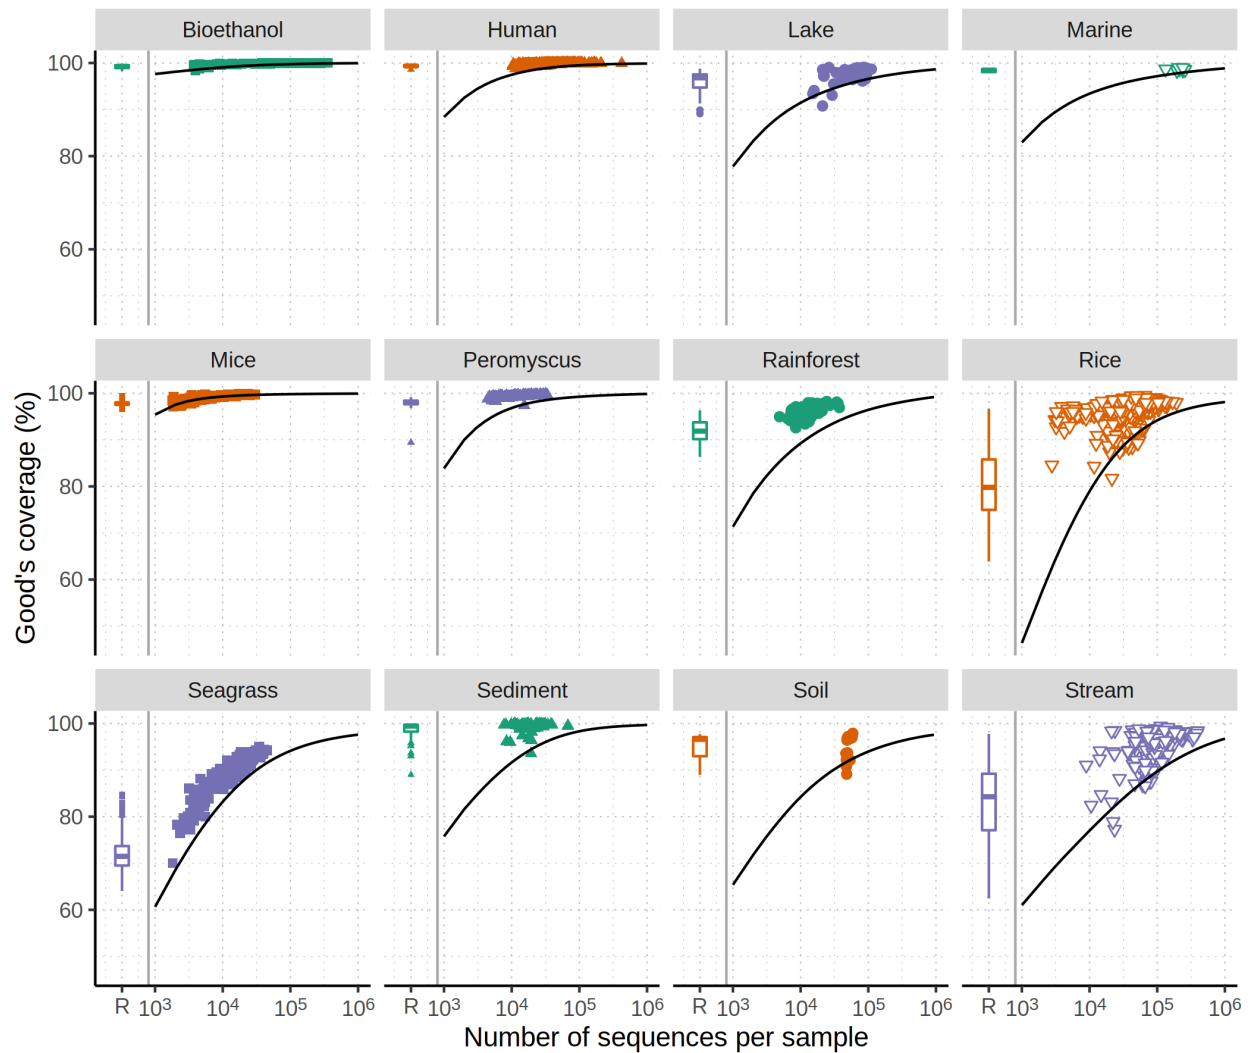 Bioethanol Human Lake Marine
100
80
60
Mice Peromyscus Rainforest Rice
100
80
60
Good's coverage (%)
Seagrass Sediment Soil Stream
100
80
60
R 10³ 10⁴ 10⁵ 10⁶ R 10³ 10⁴ 10⁵ 10⁶ R 10³ 10⁴ 10⁵ 10⁶ R 10³ 10⁴ 10⁵ 10⁶
Number of sequences per sample